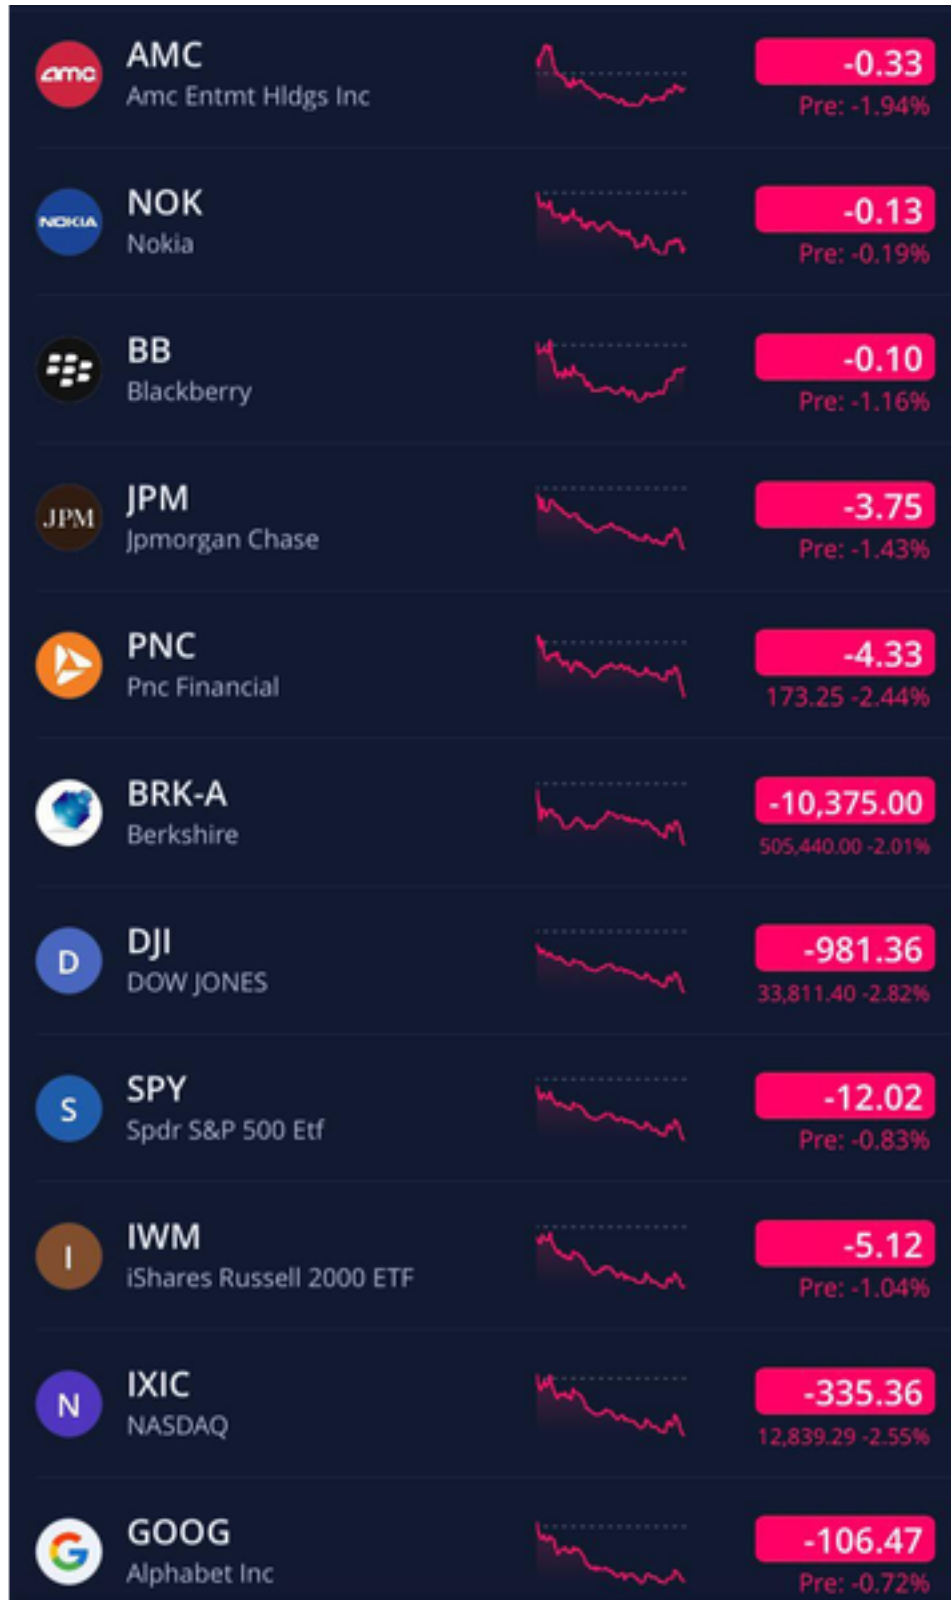 amc
AMC
Amc Entmt Hldgs Inc
-0.33
Pre: -1.94%
NOKIA
NOK
Nokia
-0.13
Pre: -0.19%
BB
Blackberry
-0.10
Pre: -1.16%
JPM
JPM
Jpmorgan Chase
-3.75
Pre: -1.43%
PNC
Pnc Financial
-4.33
173.25 -2.44%
BRK-A
Berkshire
-10,375.00
505,440.00 -2.01%
D
DJI
DOW JONES
-981.36
33,811.40 -2.82%
S
SPY
Spdr S&P 500 Etf
-12.02
Pre: -0.83%
I
IWM
iShares Russell 2000 ETF
-5.12
Pre: -1.04%
N
IXIC
NASDAQ
-335.36
12,839.29 -2.55%
G
GOOG
Alphabet Inc
-106.47
Pre: -0.72%